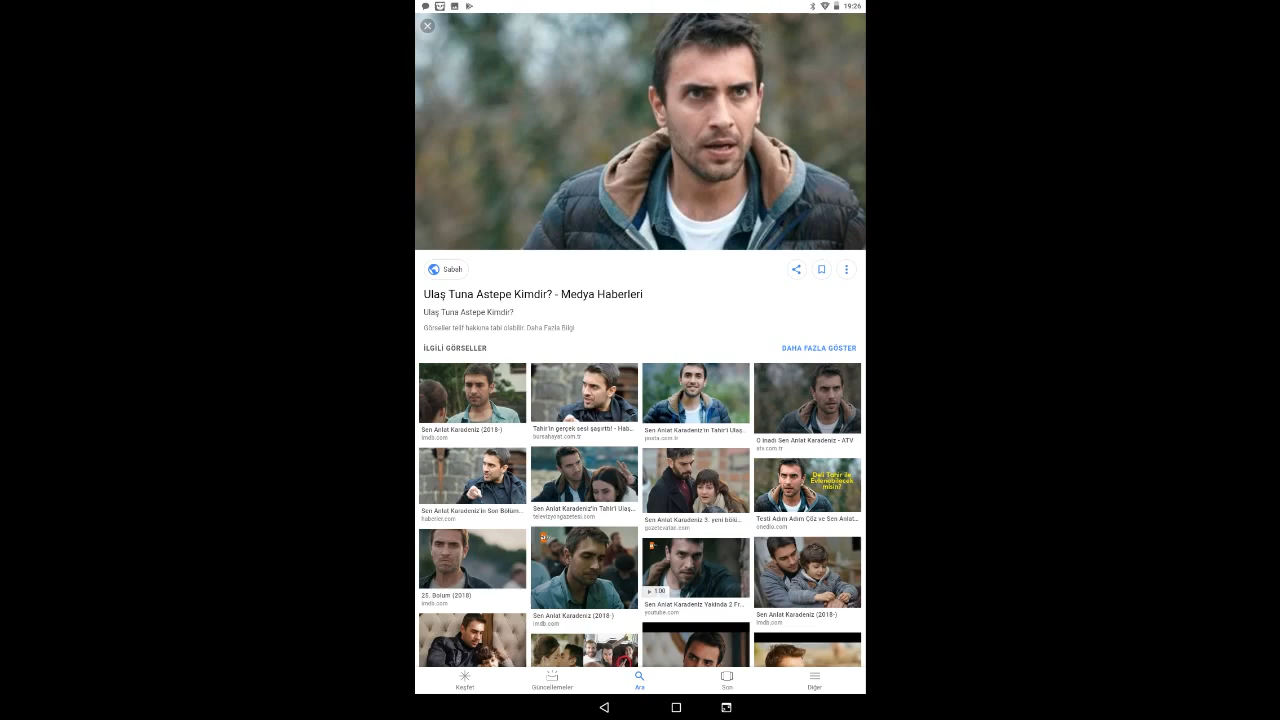 19:26
Sabah
Ulaş Tuna Astepe Kimdir? - Medya Haberleri
Ulaş Tuna Astepe Kimdir?
Görseller telif hakkına tabi olabilir. Daha Fazla Bilgi
İLGİLİ GÖRSELLER
DAHA FAZLA GÖSTER
Sen Anlat Karadeniz (2018-)
imdb.com
Tahir'in gerçek sesi şaşırttı! - Hab...
bursahayat.com.tr
Sen Anlat Karadeniz'in Tahir'i Ulaş...
posta.com.tr
O inadı Sen Anlat Karadeniz - ATV
atv.com.tr
Sen Anlat Karadeniz'in Son Bölüm...
haberler.com
Sen Anlat Karadeniz'in Tahir'i Ulaş...
televizyongazetesi.com
Sen Anlat Karadeniz 3. yeni bölü...
gazetevatan.com
Deli Tahir ile
Evlenebilecek
misin?
Testi Adım Adım Çöz ve Sen Anlat...
onedio.com
25. Bölüm (2018)
imdb.com
Sen Anlat Karadeniz (2018-)
imdb.com
1:00
Sen Anlat Karadeniz Yakında 2 Fr...
youtube.com
Sen Anlat Karadeniz (2018-)
imdb.com
Keşfet
Güncellemeler
Ara
Son
Diğer